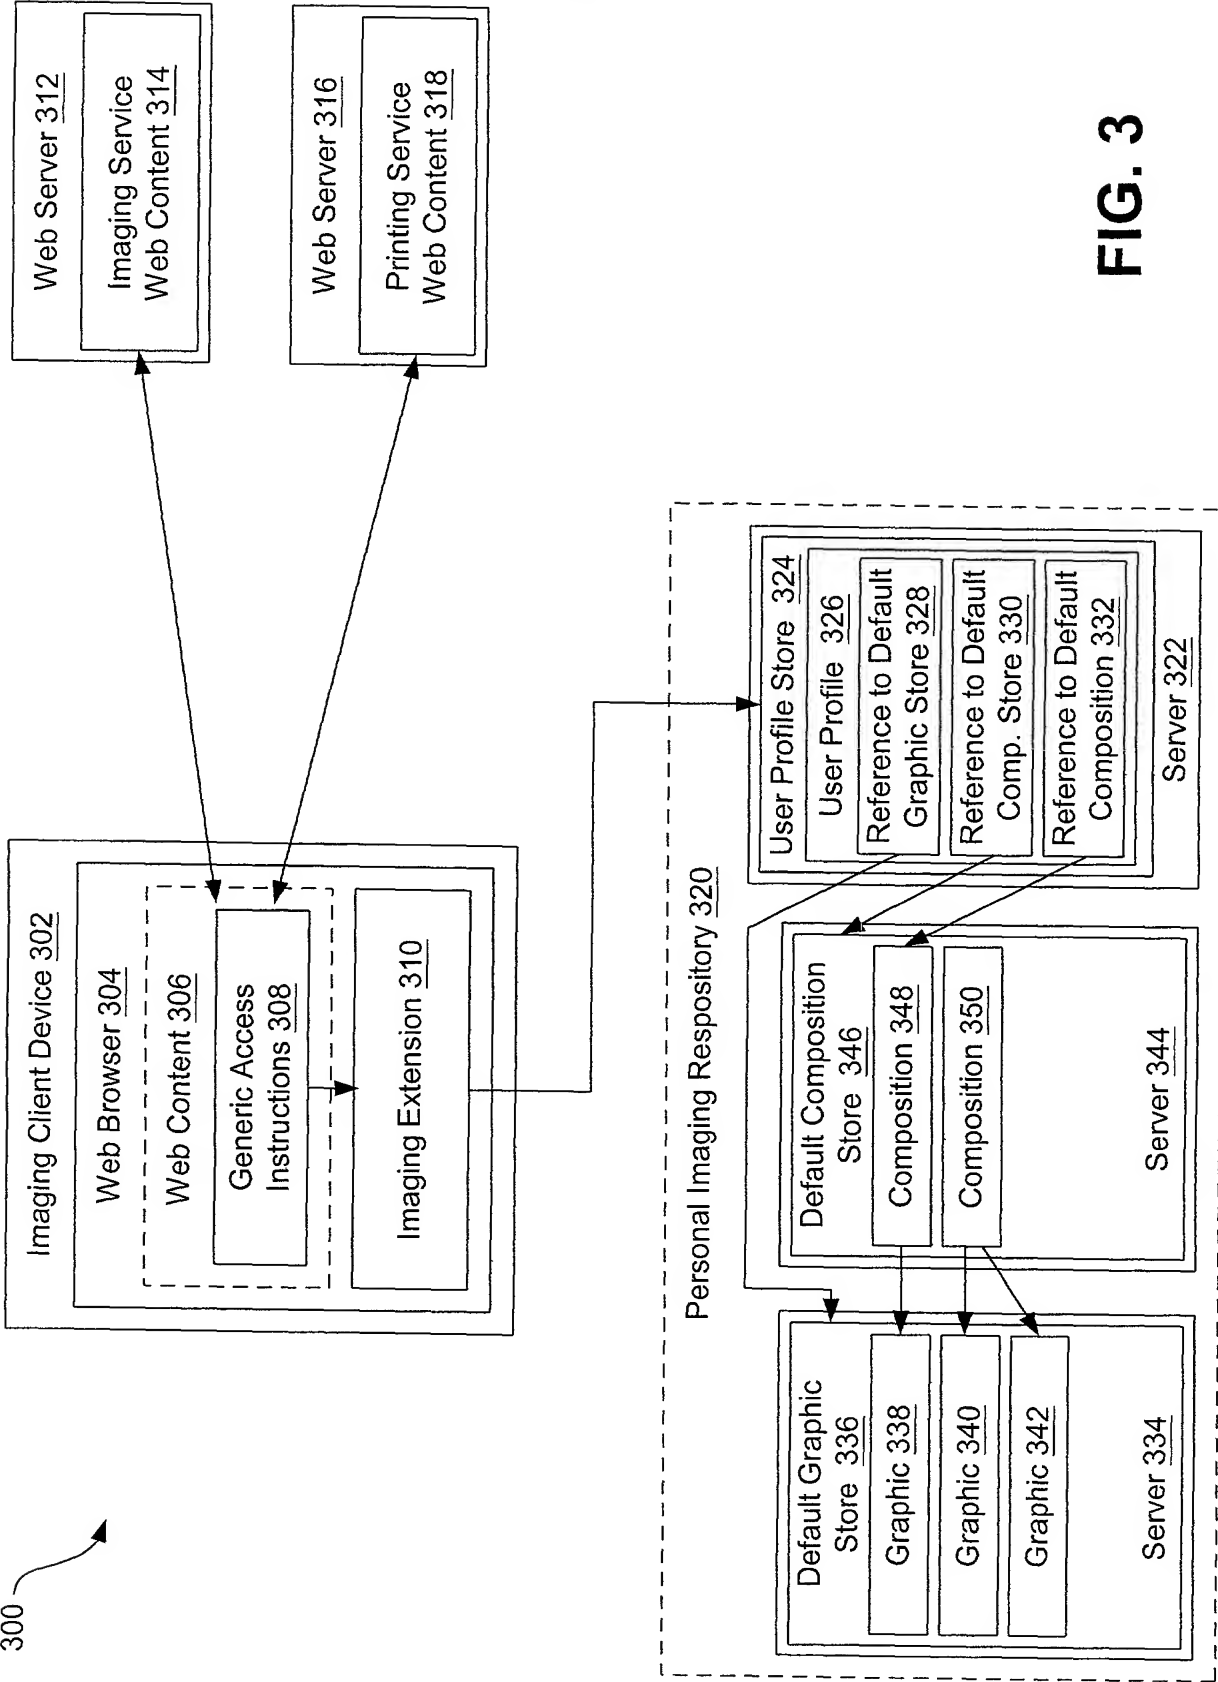 300
Imaging Client Device 302
Web Browser 304
Web Content 306
Generic Access
Instructions 308
Imaging Extension 310
Web Server 312
Imaging Service
Web Content 314
Web Server 316
Printing Service
Web Content 318
Personal Imaging Respository 320
Default Graphic
Store 336
Graphic 338
Graphic 340
Graphic 342
Server 334
Default Composition
Store 346
Composition 348
Composition 350
Server 344
User Profile Store 324
User Profile 326
Reference to Default
Graphic Store 328
Reference to Default
Comp. Store 330
Reference to Default
Composition 332
Server 322
FIG. 3